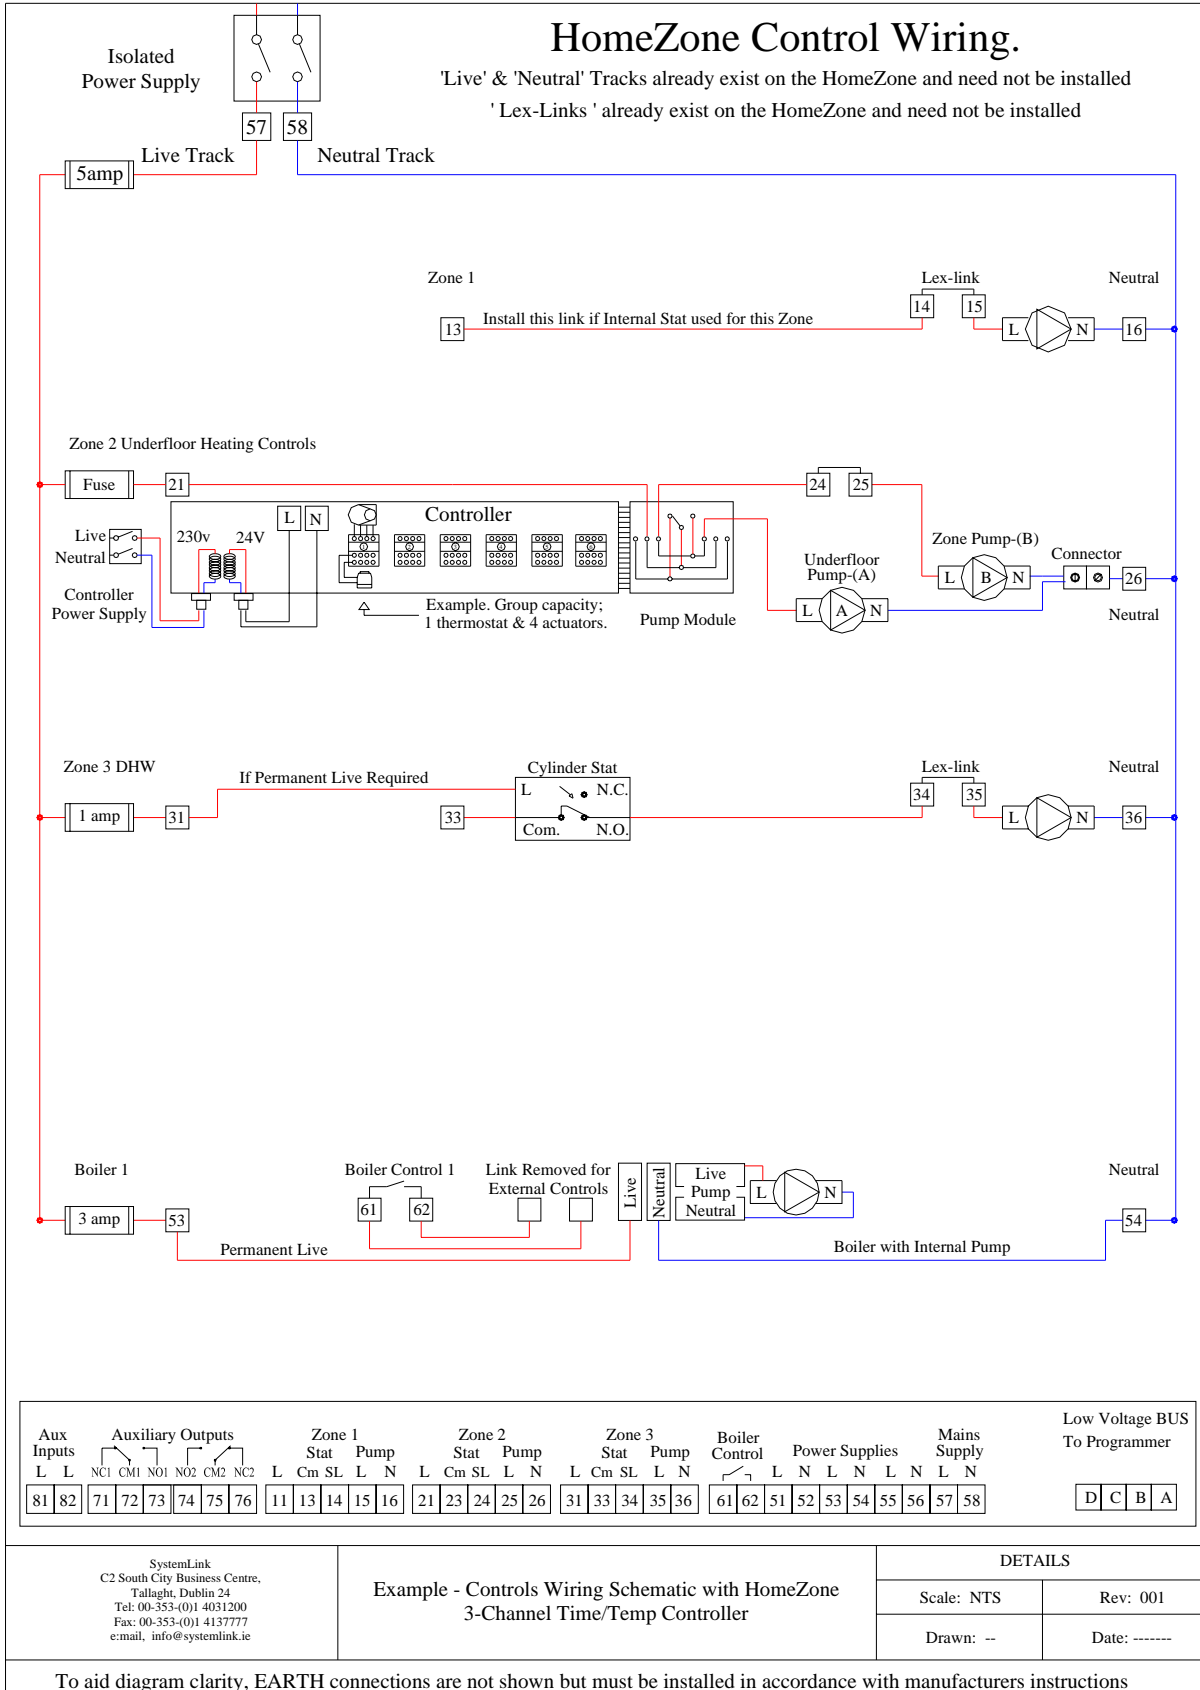 HomeZone Control Wiring.
'Live' & 'Neutral' Tracks already exist on the HomeZone and need not be installed
' Lex-Links ' already exist on the HomeZone and need not be installed
Isolated
Power Supply
57 58
Live Track
Neutral Track
5amp
Zone 1
Lex-link
Neutral
13
Install this link if Internal Stat used for this Zone
14 15
L N
16
Zone 2 Underfloor Heating Controls
Fuse
21
24 25
Live
Neutral
Controller
Power Supply
230v
24V
L N
Controller
1 2 3 4 5 6
Example. Group capacity;
1 thermostat & 4 actuators.
Pump Module
Underfloor
Pump-(A)
L A N
Zone Pump-(B)
L B N
Connector
26
Neutral
Zone 3 DHW
If Permanent Live Required
Cylinder Stat
Lex-link
Neutral
1 amp
31
33
L
N.C.
Com.
N.O.
34 35
L N
36
Boiler 1
Boiler Control 1
Link Removed for
External Controls
Neutral
3 amp
53
61 62
Live
Neutral
Live
Pump
Neutral
L N
54
Permanent Live
Boiler with Internal Pump
Aux
Inputs
L L
81 82
Auxiliary Outputs
NC1 CM1 NO1 NO2 CM2 NC2
71 72 73 74 75 76
Zone 1
Stat Pump
L Cm SL L N
11 13 14 15 16
Zone 2
Stat Pump
L Cm SL L N
21 23 24 25 26
Zone 3
Stat Pump
L Cm SL L N
31 33 34 35 36
Boiler
Control
61 62
Power Supplies
L N L N L N
51 52 53 54 55 56
Mains
Supply
L N
57 58
Low Voltage BUS
To Programmer
D C B A
SystemLink
C2 South City Business Centre,
Tallaght, Dublin 24
Tel: 00-353-(0)1 4031200
Fax: 00-353-(0)1 4137777
e:mail, info@systemlink.ie
Example - Controls Wiring Schematic with HomeZone
3-Channel Time/Temp Controller
DETAILS
Scale: NTS
Rev: 001
Drawn: --
Date: -------
To aid diagram clarity, EARTH connections are not shown but must be installed in accordance with manufacturers instructions